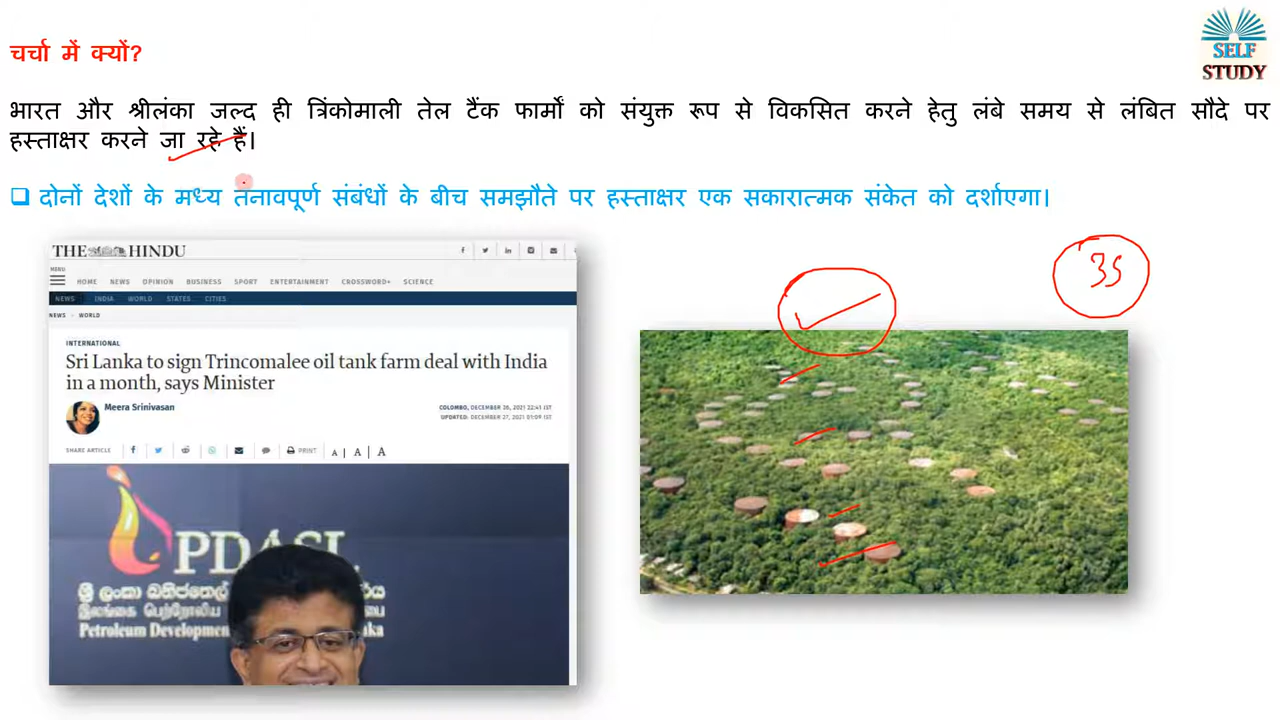 चर्चा में क्यों?
SELF
STUDY
भारत और श्रीलंका जल्द ही त्रिंकोमाली तेल टैंक फार्मों को संयुक्त रूप से विकसित करने हेतु लंबे समय से लंबित सौदे पर
हस्ताक्षर करने जा रहे हैं।
दोनों देशों के मध्य तनावपूर्ण संबंधों के बीच समझौते पर हस्ताक्षर एक सकारात्मक संकेत को दर्शाएगा।
THE HINDU
MENU
HOME NEWS OPINION BUSINESS SPORT ENTERTAINMENT CROSSWORD+ SCIENCE
NEWS INDIA WORLD STATES CITIES
NEWS › WORLD
INTERNATIONAL
Sri Lanka to sign Trincomalee oil tank farm deal with India
in a month, says Minister
Meera Srinivasan
COLOMBO, DECEMBER 26, 2021 22:41 IST
UPDATED: DECEMBER 27, 2021 01:09 IST
SHARE ARTICLE PRINT A | A | A
PDASL
Petroleum Developmen
35